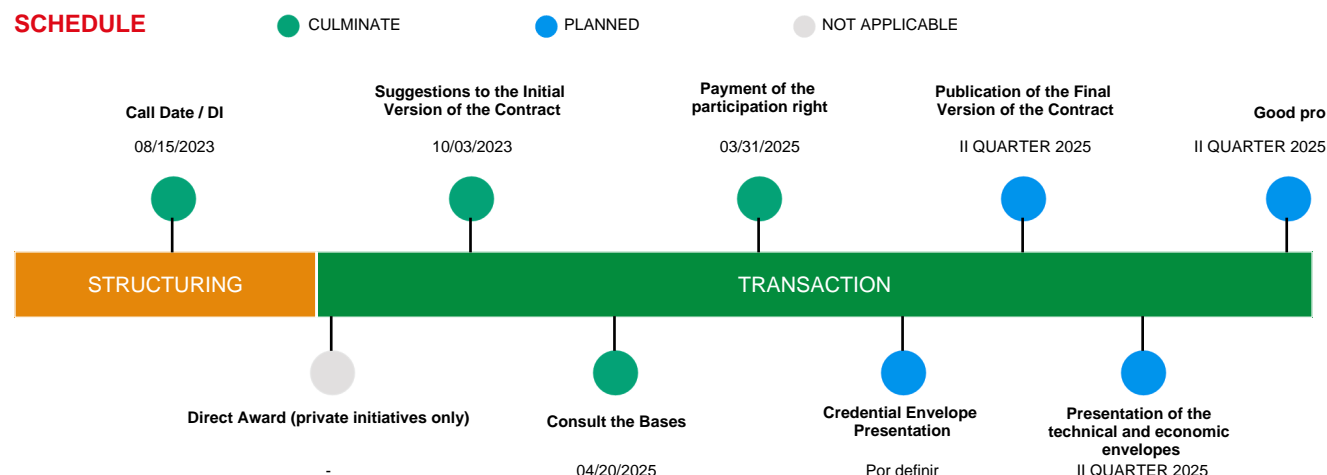 SCHEDULE
CULMINATE
PLANNED
NOT APPLICABLE
Call Date / DI
08/15/2023
Suggestions to the Initial
Version of the Contract
10/03/2023
Payment of the
participation right
03/31/2025
Publication of the Final
Version of the Contract
II QUARTER 2025
Good pro
II QUARTER 2025
STRUCTURING
TRANSACTION
Direct Award (private initiatives only)
-
Consult the Bases
04/20/2025
Credential Envelope
Presentation
Por definir
Presentation of the
technical and economic
envelopes
II QUARTER 2025